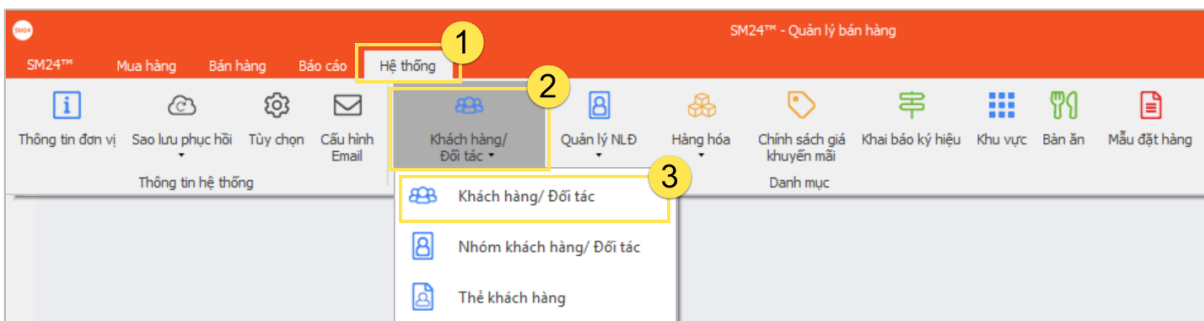 SM24
SM24™ - Quản lý bán hàng
1
SM24™ Mua hàng Bán hàng Báo cáo Hệ thống
2
Thông tin đơn vị Sao lưu phục hồi Tùy chọn Cấu hình Email Khách hàng/ Đối tác Quản lý NLĐ Hàng hóa Chính sách giá khuyến mãi Khai báo ký hiệu Khu vực Bàn ăn Mẫu đặt hàng
Thông tin hệ thống Danh mục
3
Khách hàng/ Đối tác
Nhóm khách hàng/ Đối tác
Thẻ khách hàng